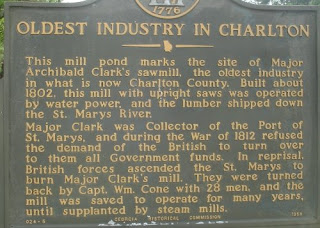 1776
OLDEST INDUSTRY IN CHARLTON
This mill pond marks the site of Major
Archibald Clark's sawmill, the oldest industry
in what is now Charlton County. Built about
1802, this mill with upright saws was operated
by water power, and the lumber shipped down
the St. Marys River.
Major Clark was Collector of the Port of
St. Marys, and during the War of 1812 refused
the demand of the British to turn over
to them all Government funds. In reprisal,
British forces ascended the St. Marys to
burn Major Clark's mill. They were turned
back by Capt. Wm. Cone with 28 men, and the
mill was saved to operate for many years,
until supplanted by steam mills.
024-6 GEORGIA HISTORICAL COMMISSION